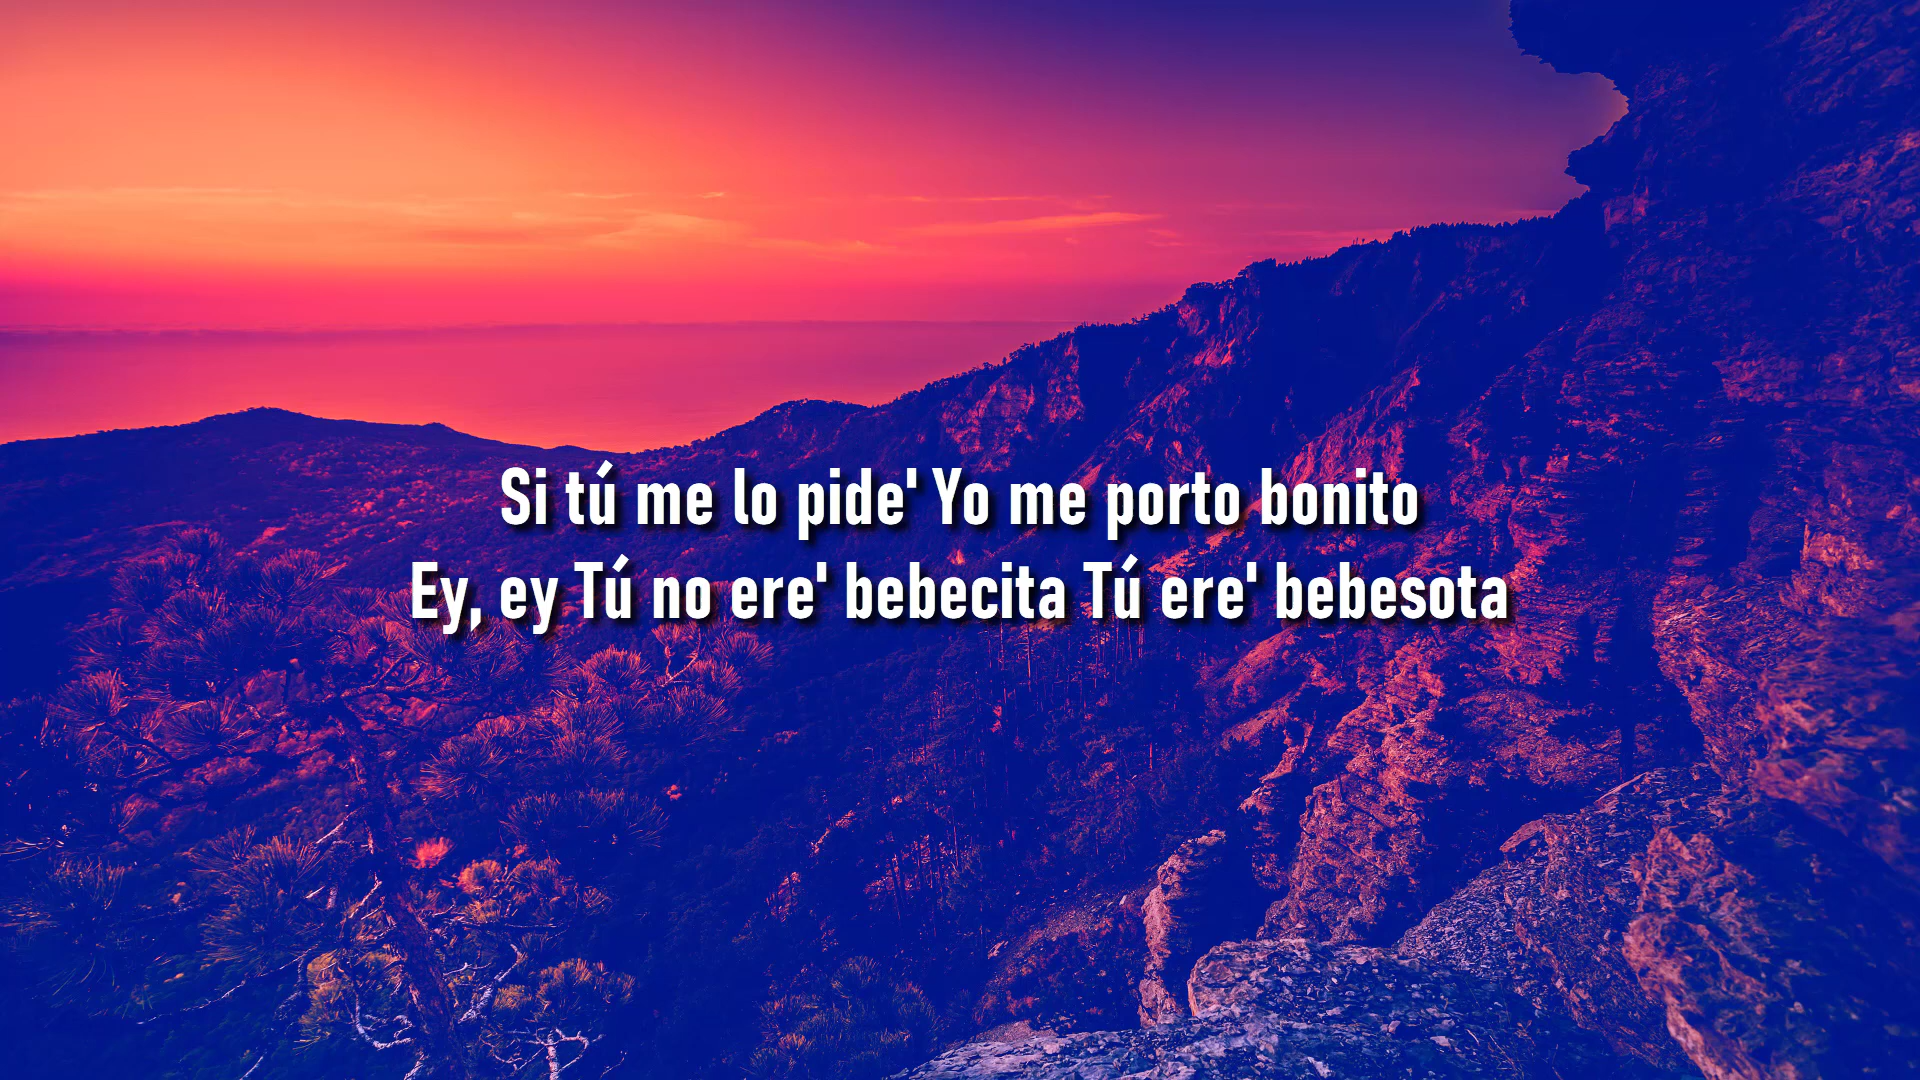 Si tú me lo pide' Yo me porto bonito
Ey, ey Tú no ere' bebecita Tú ere' bebesota